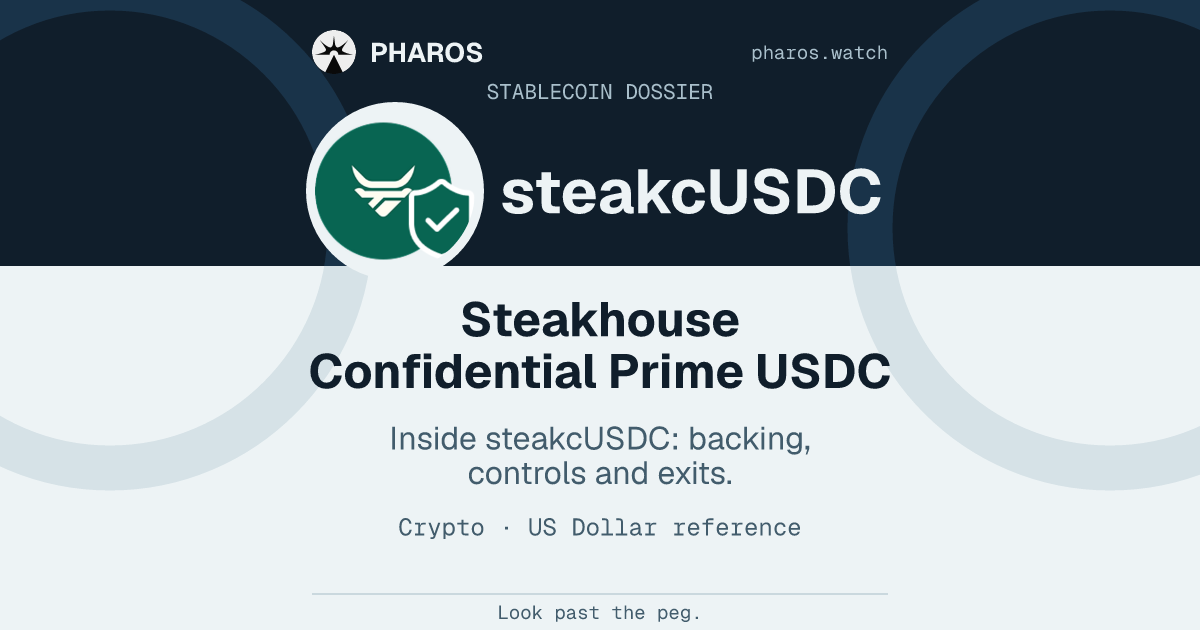 PHAROS
pharos.watch
STABLECOIN DOSSIER
steakcUSDC
Steakhouse
Confidential Prime USDC
Inside steakcUSDC: backing,
controls and exits.
Crypto · US Dollar reference
Look past the peg.